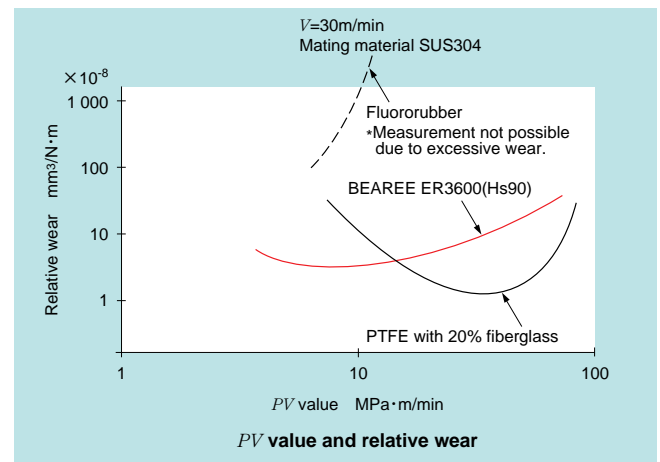 V=30m/min
Mating material SUS304
×10-8
1 000
100
10
1
Relative wear mm3/N·m
Fluororubber
*Measurement not possible
due to excessive wear.
BEAREE ER3600(Hs90)
PTFE with 20% fiberglass
1
10
100
PV value MPa·m/min
PV value and relative wear